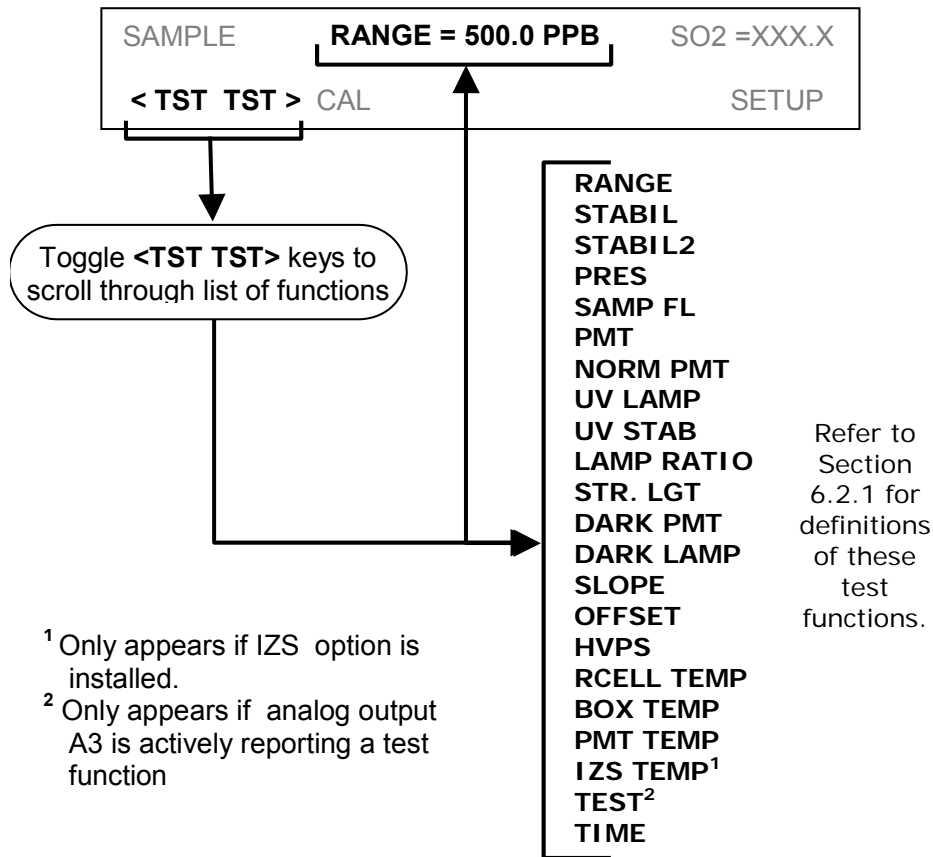 SAMPLE RANGE = 500.0 PPB SO2 =XXX.X
< TST TST > CAL SETUP
Toggle <TST TST> keys to
scroll through list of functions
RANGE
STABIL
STABIL2
PRES
SAMP FL
PMT
NORM PMT
UV LAMP
UV STAB
LAMP RATIO
STR. LGT
DARK PMT
DARK LAMP
SLOPE
OFFSET
HVPS
RCELL TEMP
BOX TEMP
PMT TEMP
IZS TEMP¹
TEST²
TIME
Refer to
Section
6.2.1 for
definitions
of these
test
functions.
¹ Only appears if IZS option is
installed.
² Only appears if analog output
A3 is actively reporting a test
function